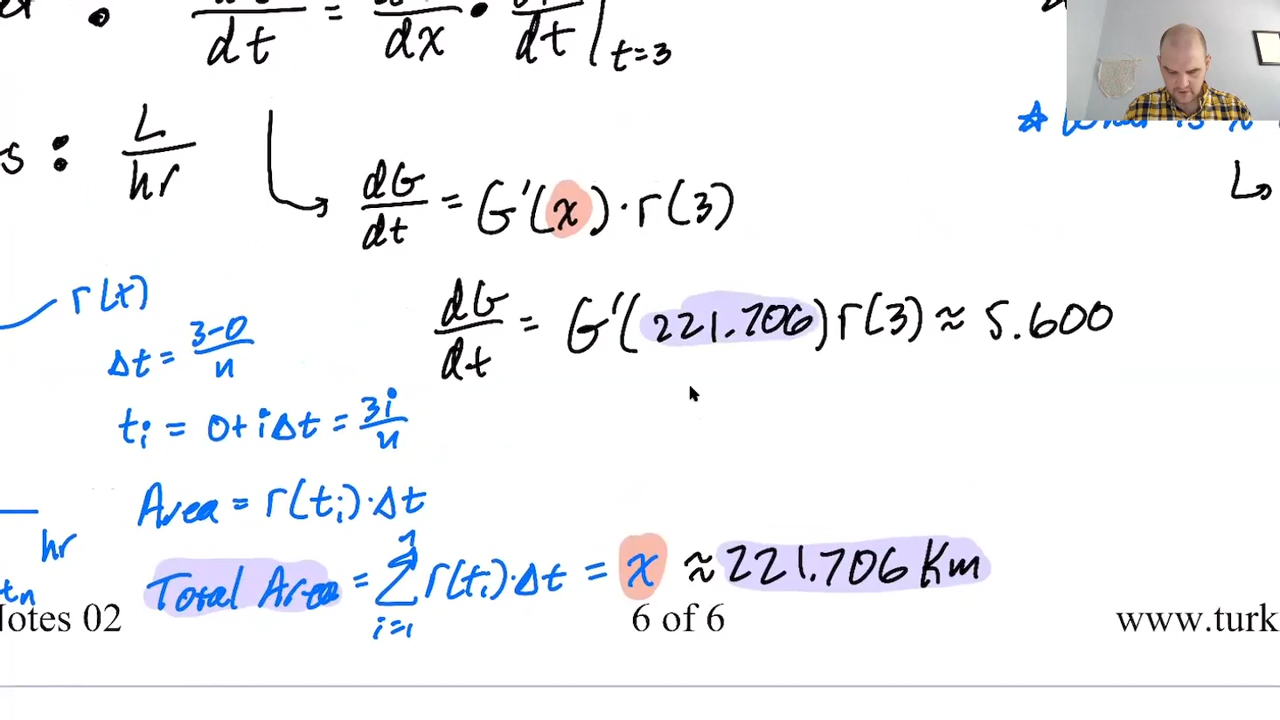 dt = dx · dt | t=3
s : L/hr
dG/dt = G'(x) · r(3)
r(t)
dG/dt = G'(221.706) r(3) ≈ 5.600
Δt = 3-0/n
ti = 0+iΔt = 3i/n
Area = r(ti)·Δt
hr
Total Area = Σ i=1 r(ti)·Δt = x ≈ 221.706 Km
tn
Notes 02 6 of 6 www.turk